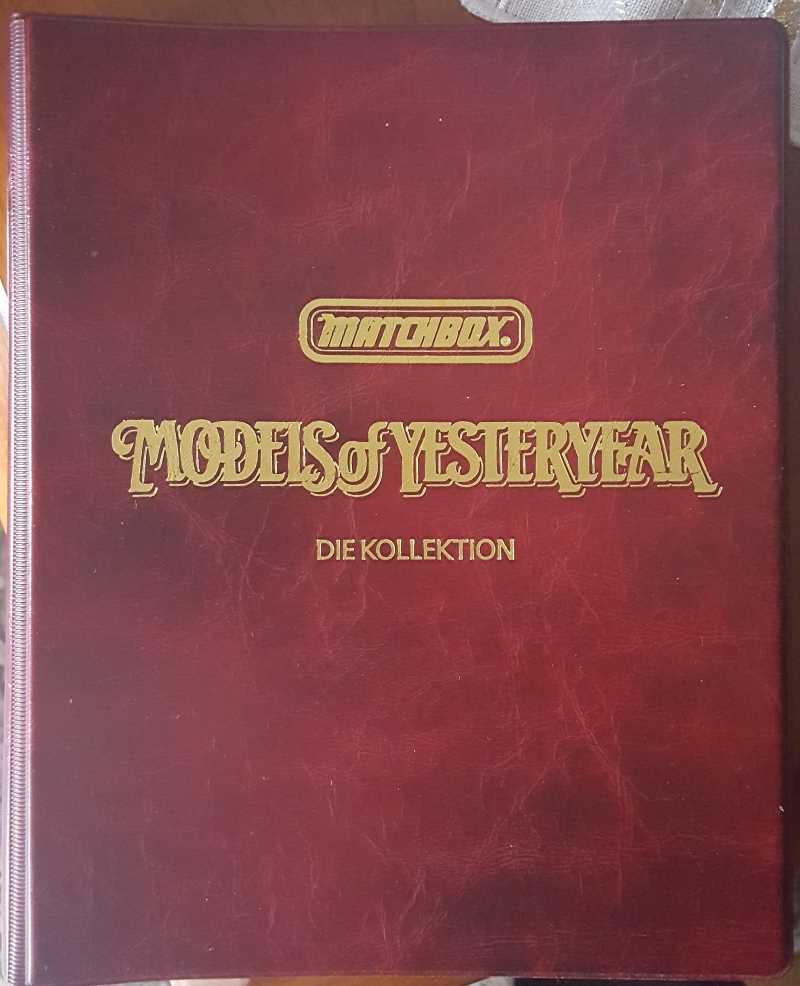 MATCHBOX®
MODELS of YESTERYEAR
DIE KOLLEKTION